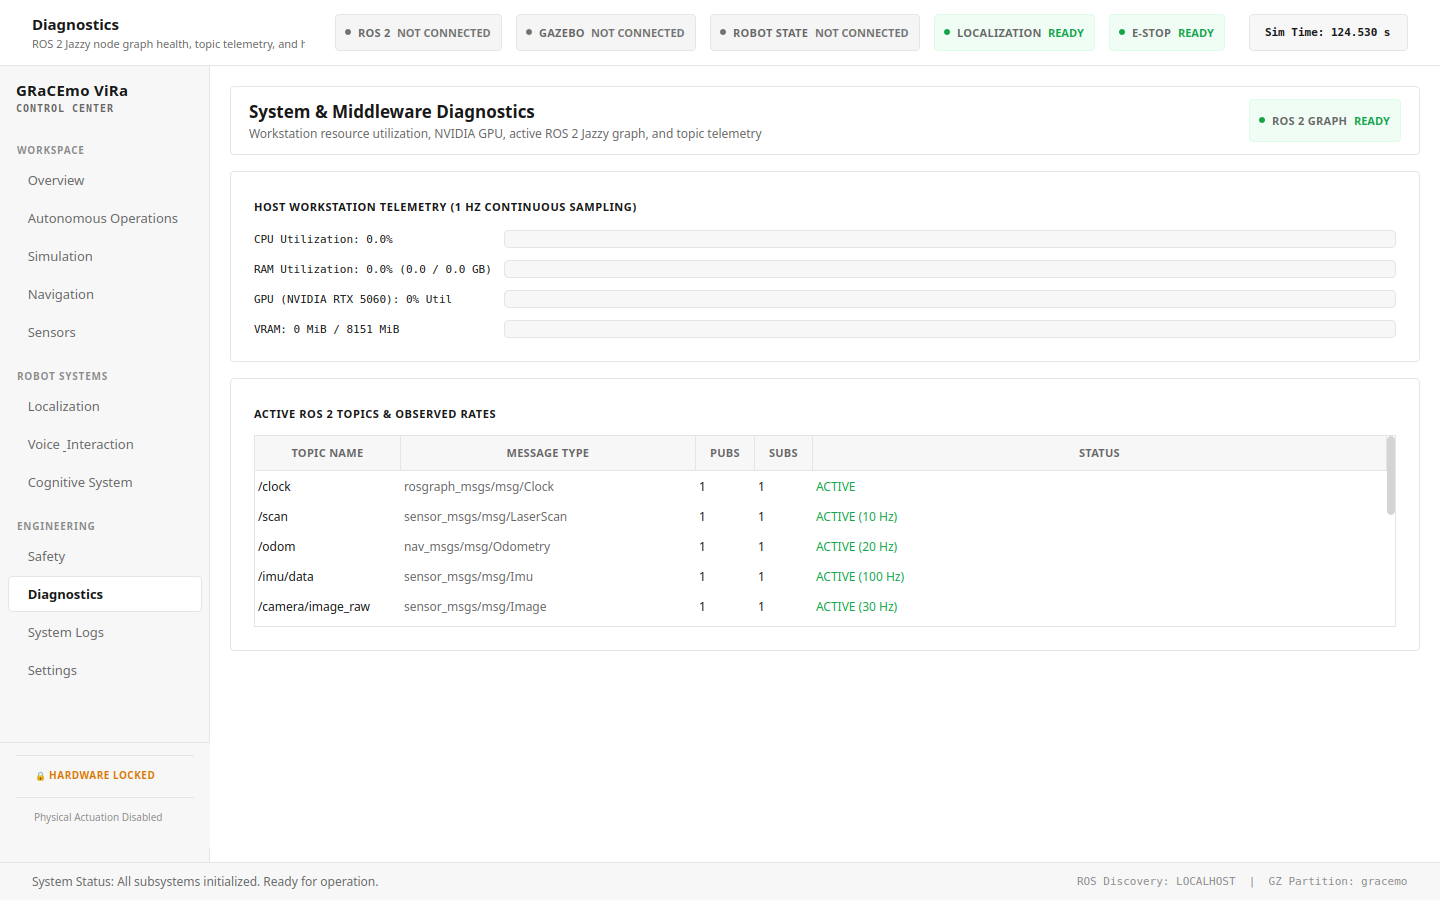 Diagnostics
ROS 2 Jazzy node graph health, topic telemetry, and h
ROS 2 NOT CONNECTED
GAZEBO NOT CONNECTED
ROBOT STATE NOT CONNECTED
LOCALIZATION READY
E-STOP READY
Sim Time: 124.530 s
GRaCEmo ViRa
CONTROL CENTER
WORKSPACE
Overview
Autonomous Operations
Simulation
Navigation
Sensors
ROBOT SYSTEMS
Localization
Voice _Interaction
Cognitive System
ENGINEERING
Safety
Diagnostics
System Logs
Settings
🔒 HARDWARE LOCKED
Physical Actuation Disabled
System & Middleware Diagnostics
Workstation resource utilization, NVIDIA GPU, active ROS 2 Jazzy graph, and topic telemetry
ROS 2 GRAPH READY
HOST WORKSTATION TELEMETRY (1 HZ CONTINUOUS SAMPLING)
CPU Utilization: 0.0%
RAM Utilization: 0.0% (0.0 / 0.0 GB)
GPU (NVIDIA RTX 5060): 0% Util
VRAM: 0 MiB / 8151 MiB
ACTIVE ROS 2 TOPICS & OBSERVED RATES
TOPIC NAME MESSAGE TYPE PUBS SUBS STATUS
/clock rosgraph_msgs/msg/Clock 1 1 ACTIVE
/scan sensor_msgs/msg/LaserScan 1 1 ACTIVE (10 Hz)
/odom nav_msgs/msg/Odometry 1 1 ACTIVE (20 Hz)
/imu/data sensor_msgs/msg/Imu 1 1 ACTIVE (100 Hz)
/camera/image_raw sensor_msgs/msg/Image 1 1 ACTIVE (30 Hz)
System Status: All subsystems initialized. Ready for operation.
ROS Discovery: LOCALHOST | GZ Partition: gracemo